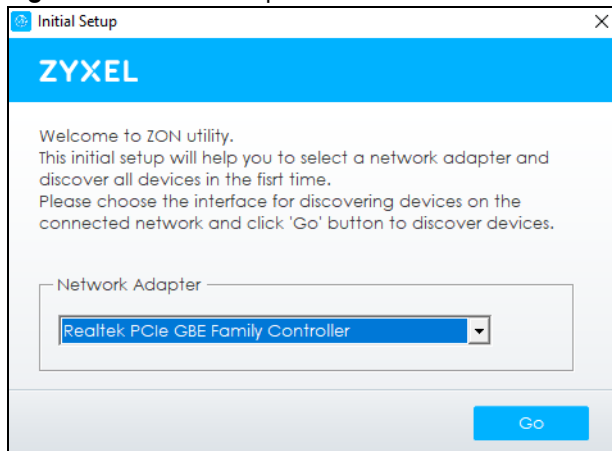 Initial Setup
ZYXEL
Welcome to ZON utility.
This initial setup will help you to select a network adapter and
discover all devices in the fisrt time.
Please choose the interface for discovering devices on the
connected network and click 'Go' button to discover devices.
Network Adapter
Realtek PCIe GBE Family Controller
Go